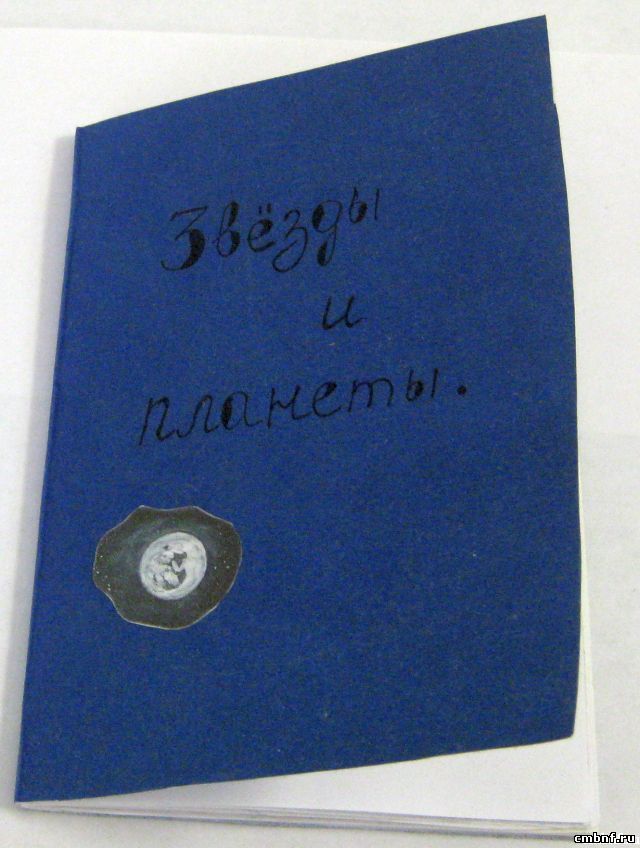 Звёзды
и
планеты.
cmbnf.ru